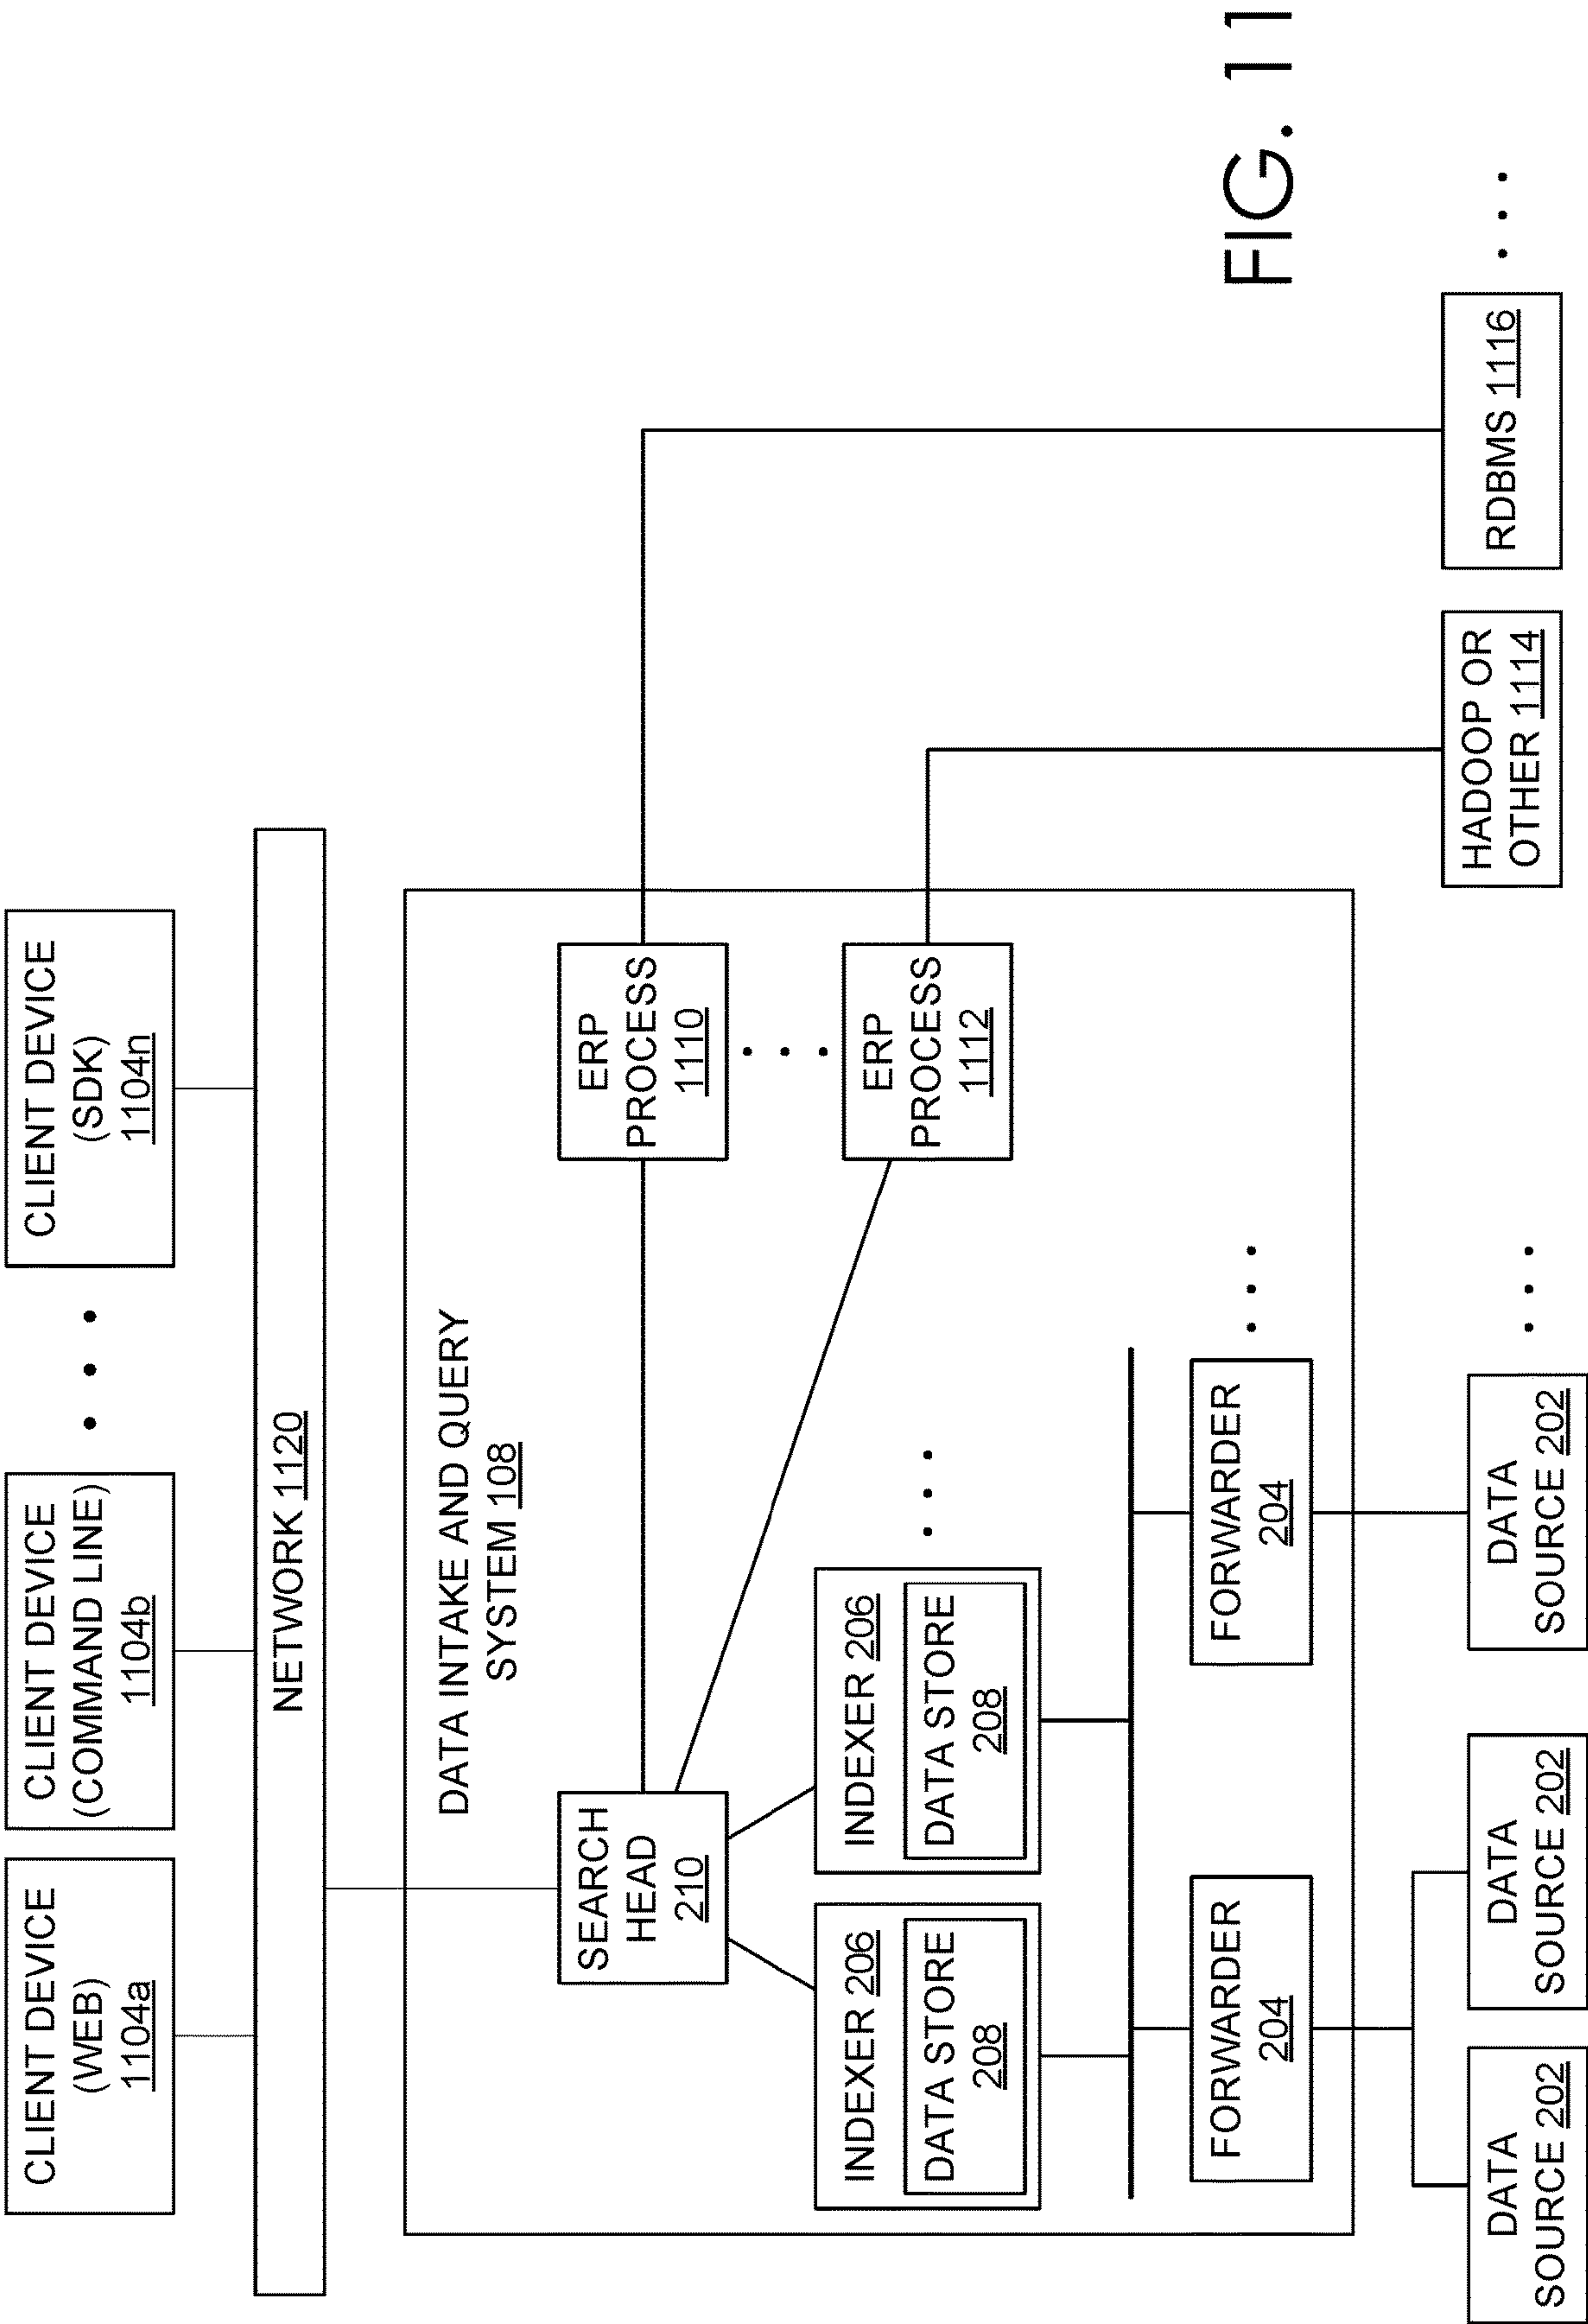 CLIENT DEVICE
(WEB)
1104a
CLIENT DEVICE
(COMMAND LINE)
1104b
CLIENT DEVICE
(SDK)
1104n
NETWORK 1120
DATA INTAKE AND QUERY
SYSTEM 108
SEARCH
HEAD
210
ERP
PROCESS
1110
ERP
PROCESS
1112
INDEXER 206
DATA STORE
208
INDEXER 206
DATA STORE
208
FORWARDER
204
FORWARDER
204
DATA
SOURCE 202
DATA
SOURCE 202
DATA
SOURCE 202
HADOOP OR
OTHER 1114
RDBMS 1116
FIG. 11